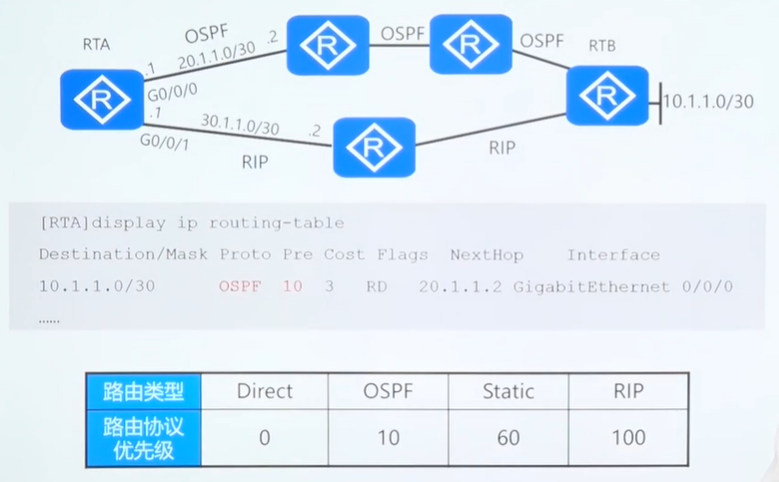 RTA
OSPF
20.1.1.0/30
.2
.1
G0/0/0
OSPF
OSPF
RTB
10.1.1.0/30
.1
G0/0/1
30.1.1.0/30
.2
RIP
RIP
R
R
R
R
R
[RTA]display ip routing-table
Destination/Mask Proto Pre Cost Flags NextHop Interface
10.1.1.0/30 OSPF 10 3 RD 20.1.1.2 GigabitEthernet 0/0/0
……
路由类型 Direct OSPF Static RIP
路由协议优先级 0 10 60 100